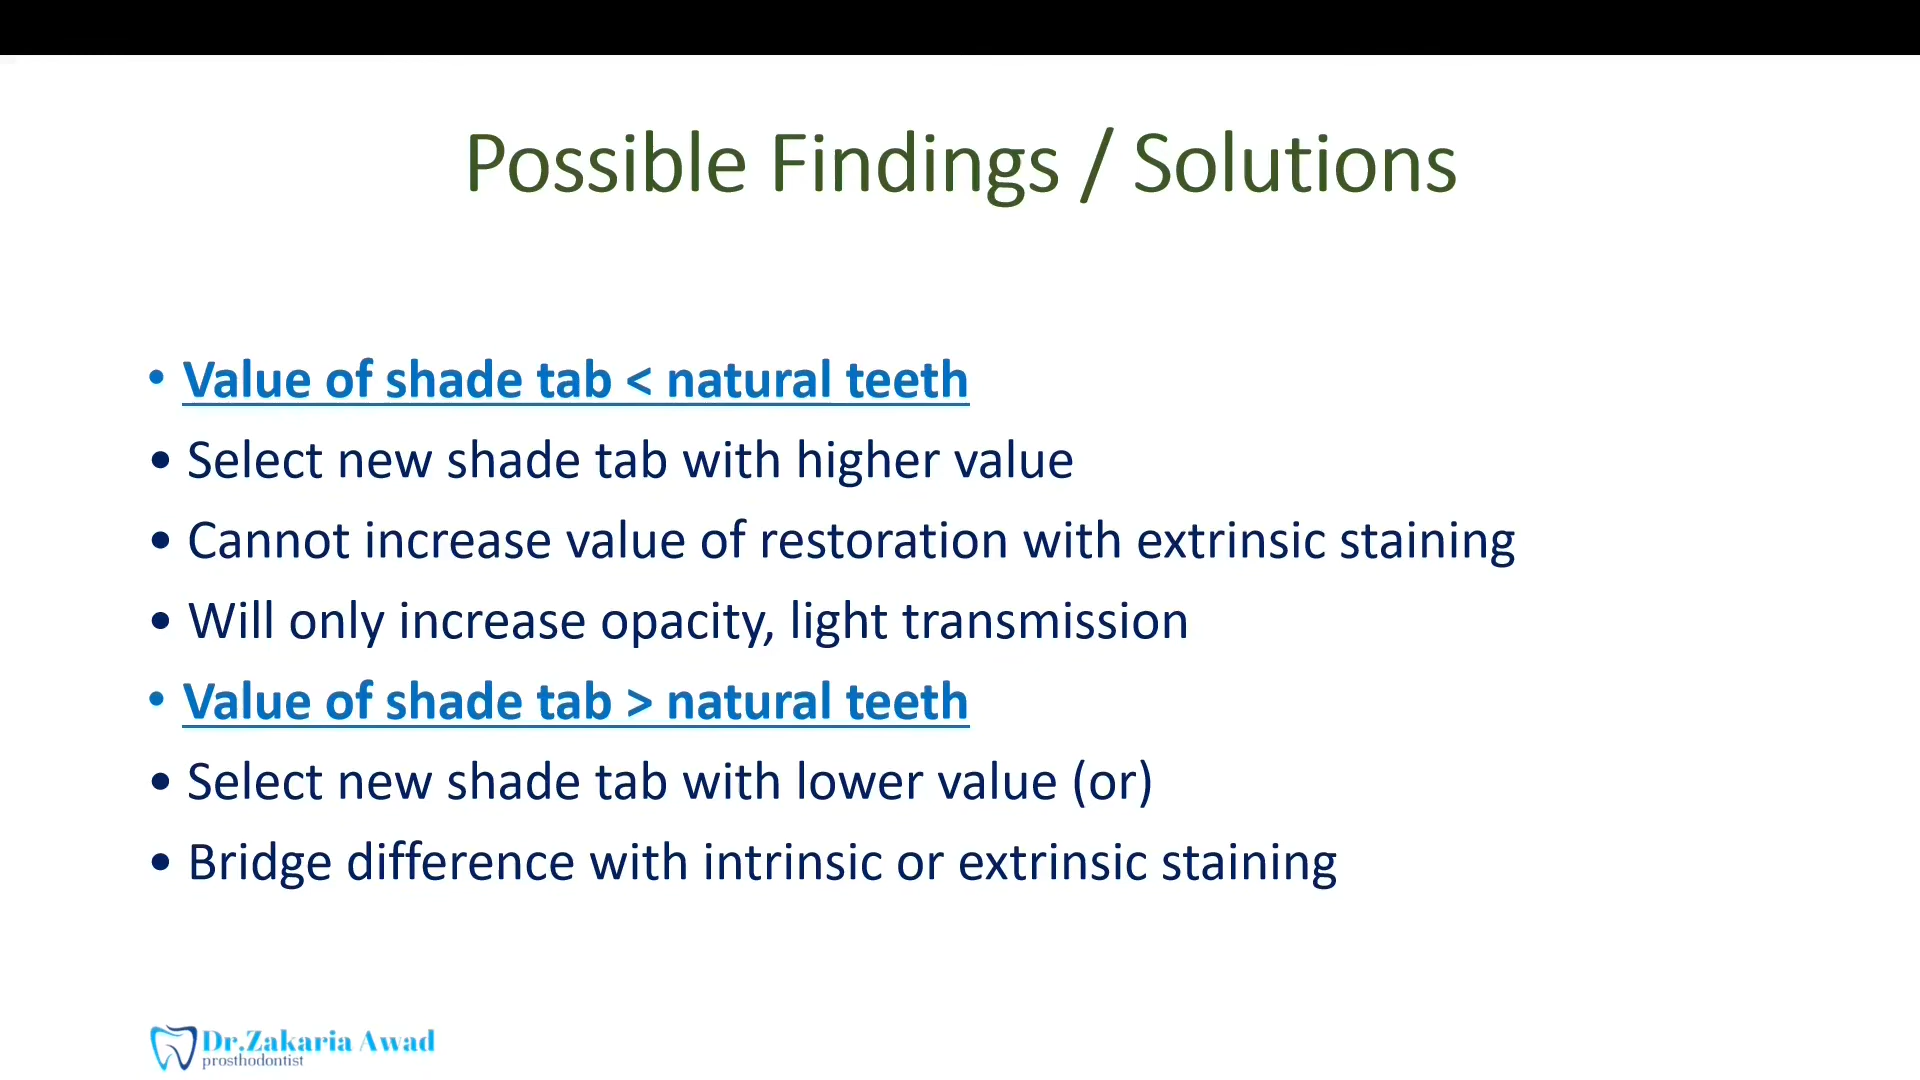 Possible Findings / Solutions
• Value of shade tab < natural teeth
• Select new shade tab with higher value
• Cannot increase value of restoration with extrinsic staining
• Will only increase opacity, light transmission
• Value of shade tab > natural teeth
• Select new shade tab with lower value (or)
• Bridge difference with intrinsic or extrinsic staining
Dr.Zakaria Awad
prosthodontist